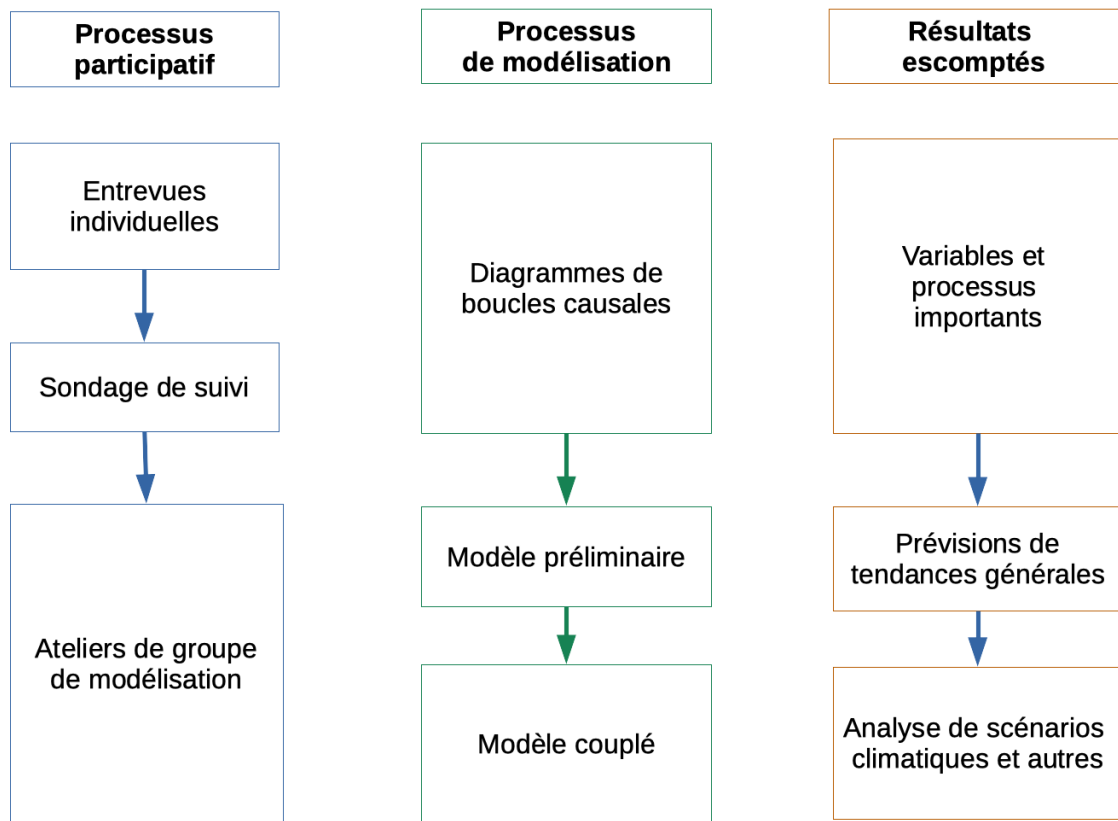 Processus
participatif
Processus
de modélisation
Résultats
escomptés
Entrevues
individuelles
Sondage de suivi
Ateliers de groupe
de modélisation
Diagrammes de
boucles causales
Modèle préliminaire
Modèle couplé
Variables et
processus
importants
Prévisions de
tendances générales
Analyse de scénarios
climatiques et autres